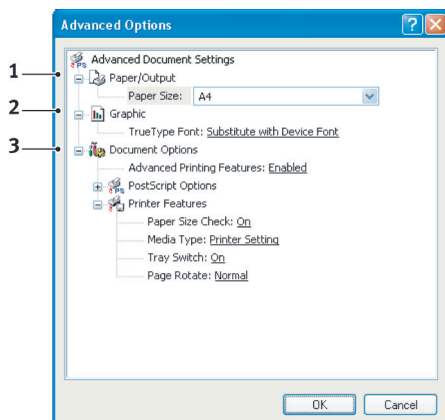 Advanced Options
Advanced Document Settings
1
Paper/Output
Paper Size: A4
2
Graphic
TrueType Font: Substitute with Device Font
3
Document Options
Advanced Printing Features: Enabled
PostScript Options
Printer Features
Paper Size Check: On
Media Type: Printer Setting
Tray Switch: On
Page Rotate: Normal
OK Cancel